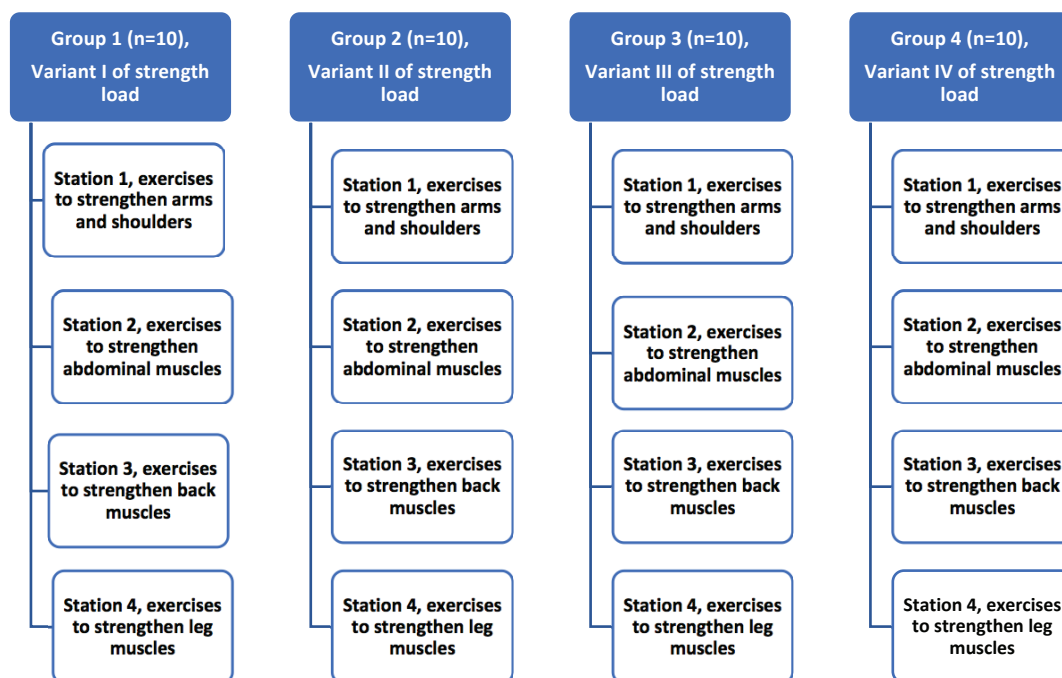 Group 1 (n=10),
Variant I of strength
load
Station 1, exercises
to strengthen arms
and shoulders
Station 2, exercises
to strengthen
abdominal muscles
Station 3, exercises
to strengthen back
muscles
Station 4, exercises
to strengthen leg
muscles
Group 2 (n=10),
Variant II of strength
load
Station 1, exercises
to strengthen arms
and shoulders
Station 2, exercises
to strengthen
abdominal muscles
Station 3, exercises
to strengthen back
muscles
Station 4, exercises
to strengthen leg
muscles
Group 3 (n=10),
Variant III of strength
load
Station 1, exercises
to strengthen arms
and shoulders
Station 2, exercises
to strengthen
abdominal muscles
Station 3, exercises
to strengthen back
muscles
Station 4, exercises
to strengthen leg
muscles
Group 4 (n=10),
Variant IV of strength
load
Station 1, exercises
to strengthen arms
and shoulders
Station 2, exercises
to strengthen
abdominal muscles
Station 3, exercises
to strengthen back
muscles
Station 4, exercises
to strengthen leg
muscles